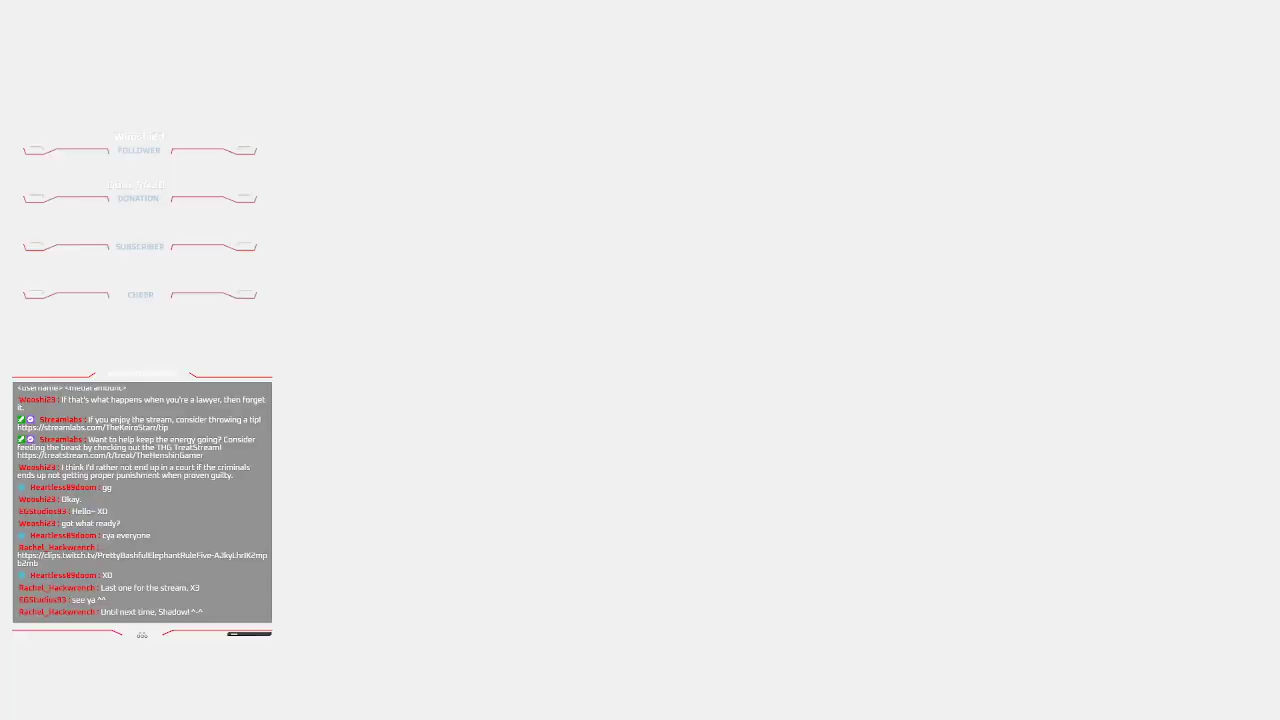 FOLLOWER
DONATION
SUBSCRIBER
CHEER
<username> <medal amount>
Wooshi23 : If that's what happens when you're a lawyer, then forget
it.
Streamlabs : If you enjoy the stream, consider throwing a tip!
https://streamlabs.com/TheKeiroStarr/tip
Streamlabs : Want to help keep the energy going? Consider
feeding the beast by checking out the THG TreatStream!
https://treatstream.com/t/treat/TheHenshinGamer
Wooshi23 : I think I'd rather not end up in a court if the criminals
ends up not getting proper punishment when proven guilty.
Heartless89doom : gg
Wooshi23 : Okay.
EGStudios93 : Hello~ XD
Wooshi23 : got what ready?
Heartless89doom : cya everyone
Rachel_Hackwrench :
https://clips.twitch.tv/PrettyBashfulElephantRuleFive-AJkyLhrIK2mp
b2mb
Heartless89doom : XD
Rachel_Hackwrench : Last one for the stream. X3
EGStudios93 : see ya ^^
Rachel_Hackwrench : Until next time, Shadow! ^-^